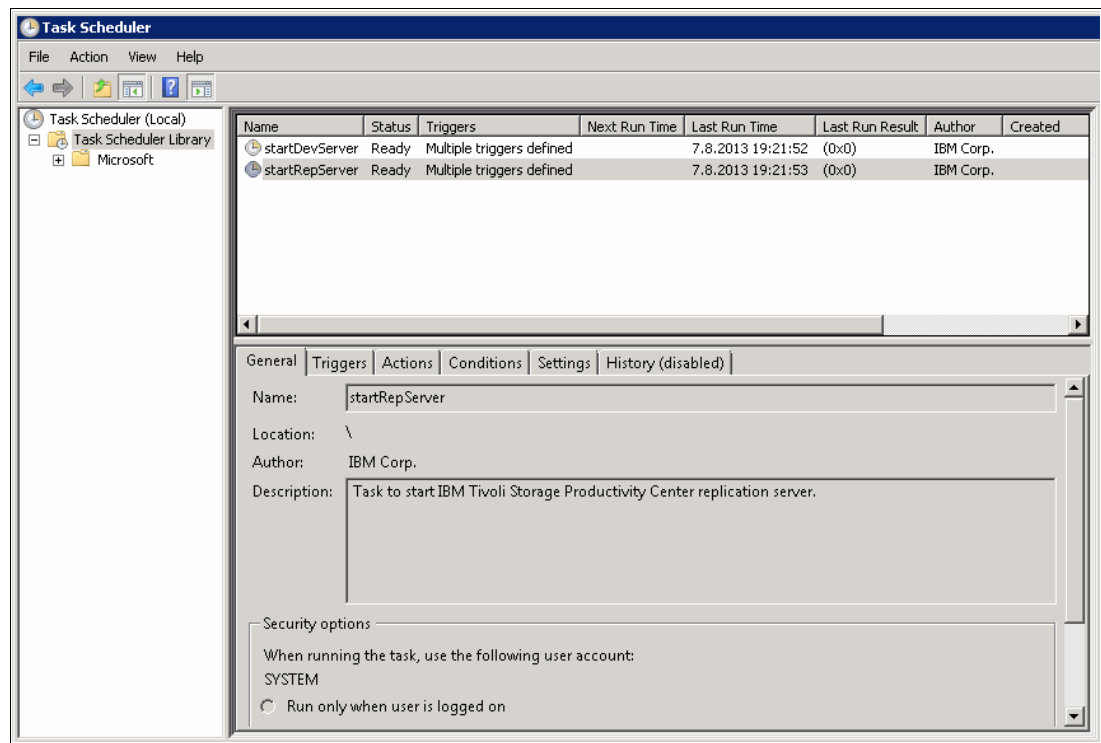 Task Scheduler
File Action View Help
Task Scheduler (Local)
Task Scheduler Library
Microsoft
Name Status Triggers Next Run Time Last Run Time Last Run Result Author Created
startDevServer Ready Multiple triggers defined 7.8.2013 19:21:52 (0x0) IBM Corp.
startRepServer Ready Multiple triggers defined 7.8.2013 19:21:53 (0x0) IBM Corp.
General Triggers Actions Conditions Settings History (disabled)
Name: startRepServer
Location: \
Author: IBM Corp.
Description: Task to start IBM Tivoli Storage Productivity Center replication server.
Security options
When running the task, use the following user account:
SYSTEM
Run only when user is logged on